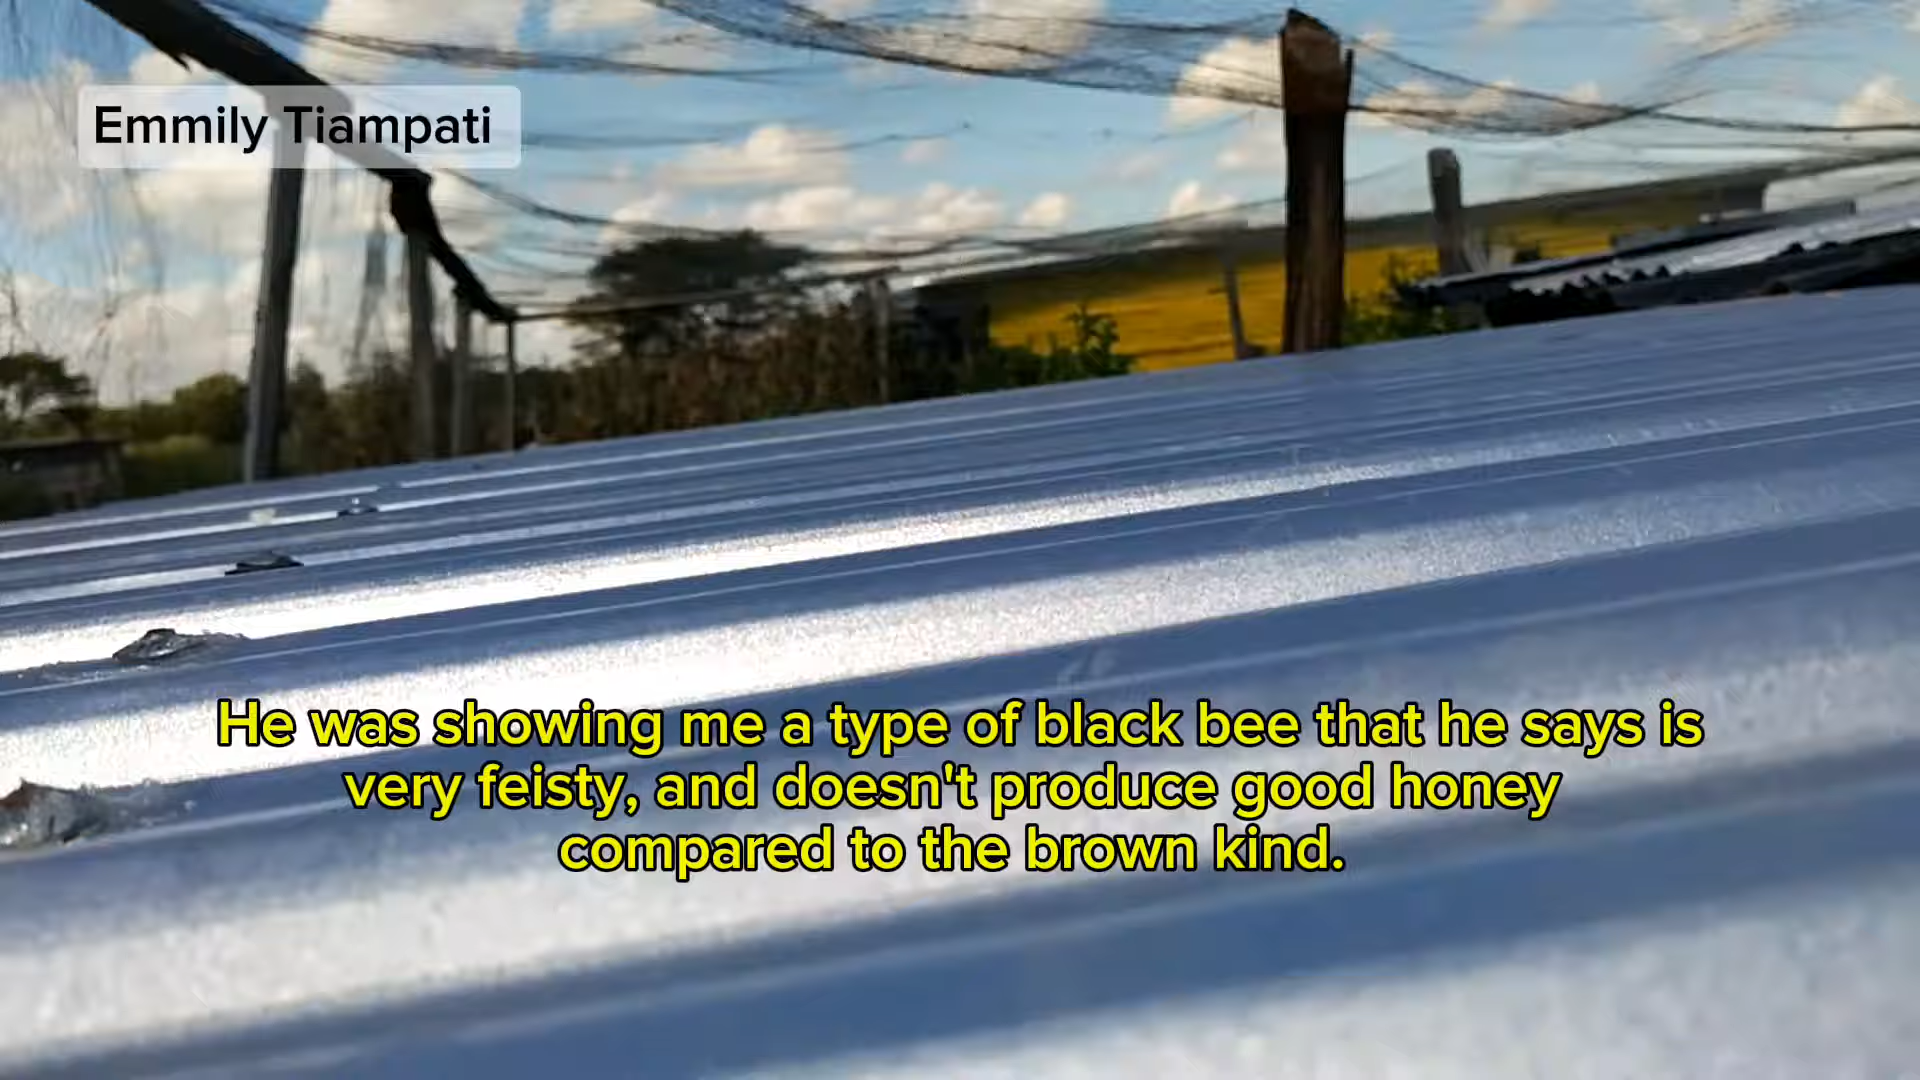 Emmily Tiampati
He was showing me a type of black bee that he says is
very feisty, and doesn't produce good honey
compared to the brown kind.